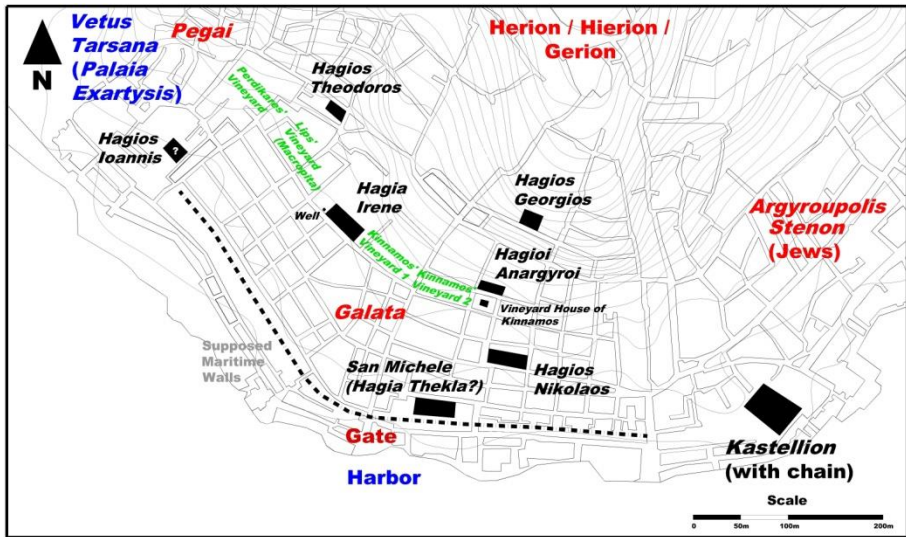 Vetus
Tarsana
(Palaia
Exartysis)
N
Pegai
Herion / Hierion /
Gerion
Hagios
Theodoros
Perdikares'
Vineyard
Lips'
Vineyard
(Macropita)
Hagios
Ioannis
?
Hagia
Irene
Well
Hagios
Georgios
Argyroupolis
Stenon
(Jews)
Kinnamos'
Vineyard 1
Kinnamos'
Vineyard 2
Hagioi
Anargyroi
Vineyard House of
Kinnamos
Galata
Supposed
Maritime
Walls
San Michele
(Hagia Thekla?)
Hagios
Nikolaos
Gate
Harbor
Kastellion
(with chain)
Scale
0 50m 100m 200m